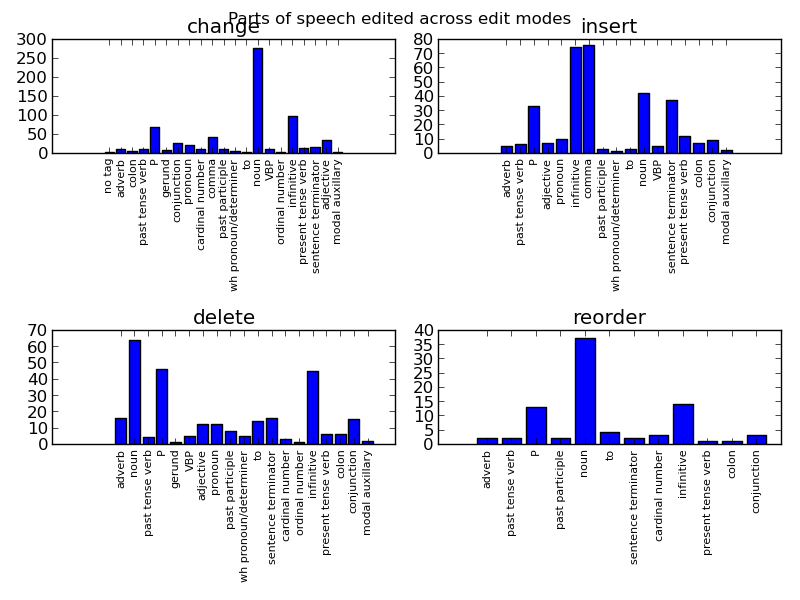 Parts of speech edited across edit modes
change
300
250
200
150
100
50
0
no tag
adverb
colon
past tense verb
P
gerund
conjunction
pronoun
cardinal number
comma
past participle
wh pronoun/determiner
to
noun
VBP
ordinal number
infinitive
present tense verb
sentence terminator
adjective
modal auxillary
insert
80
70
60
50
40
30
20
10
0
adverb
past tense verb
P
adjective
pronoun
infinitive
comma
past participle
wh pronoun/determiner
to
noun
VBP
sentence terminator
present tense verb
colon
conjunction
modal auxillary
delete
70
60
50
40
30
20
10
0
adverb
noun
past tense verb
P
gerund
VBP
adjective
pronoun
past participle
wh pronoun/determiner
to
sentence terminator
cardinal number
ordinal number
infinitive
present tense verb
colon
conjunction
modal auxillary
reorder
40
35
30
25
20
15
10
5
0
adverb
past tense verb
P
past participle
noun
to
sentence terminator
cardinal number
infinitive
present tense verb
colon
conjunction